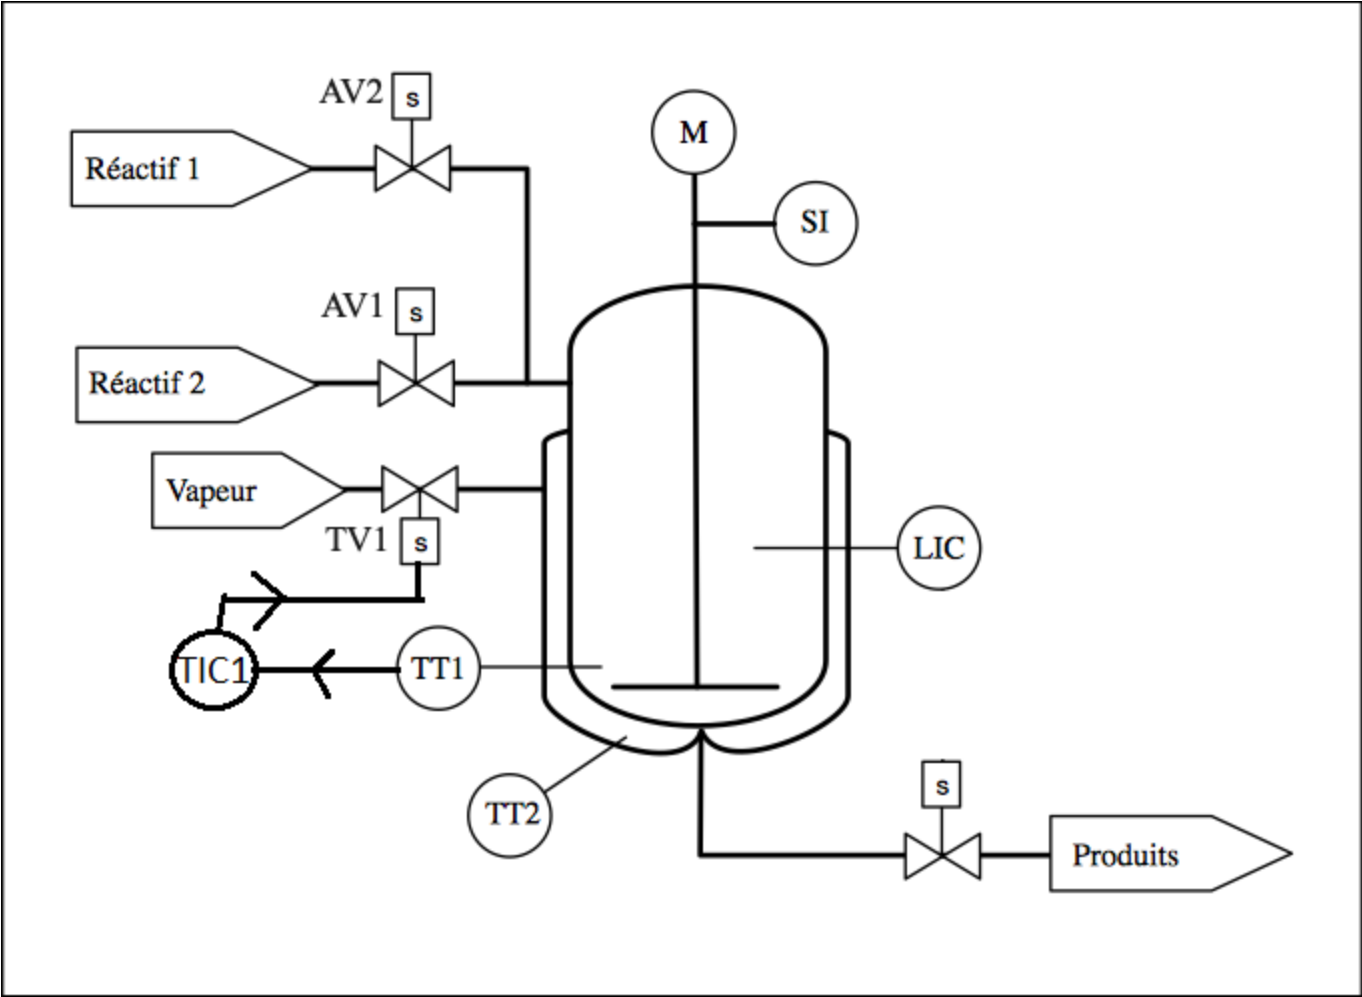 AV2
s
M
Réactif 1
SI
AV1
s
Réactif 2
Vapeur
TV1
s
LIC
TIC1
TT1
TT2
s
Produits